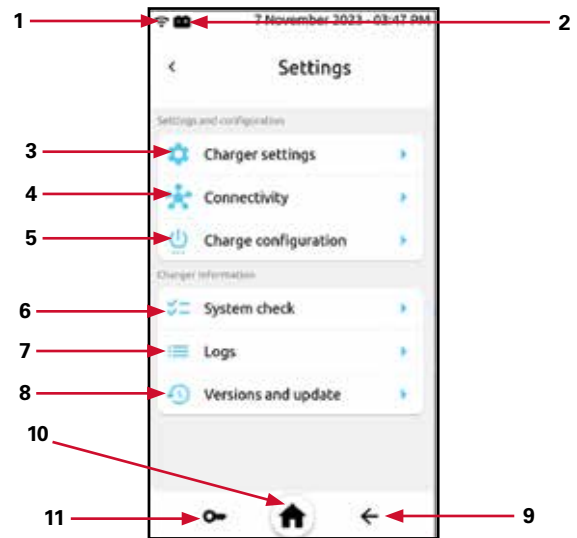 1
2
7 November 2023 - 03:47 PM
Settings
Settings and configuration
3
Charger settings
4
Connectivity
5
Charge configuration
Charger information
6
System check
7
Logs
8
Versions and update
10
11
9